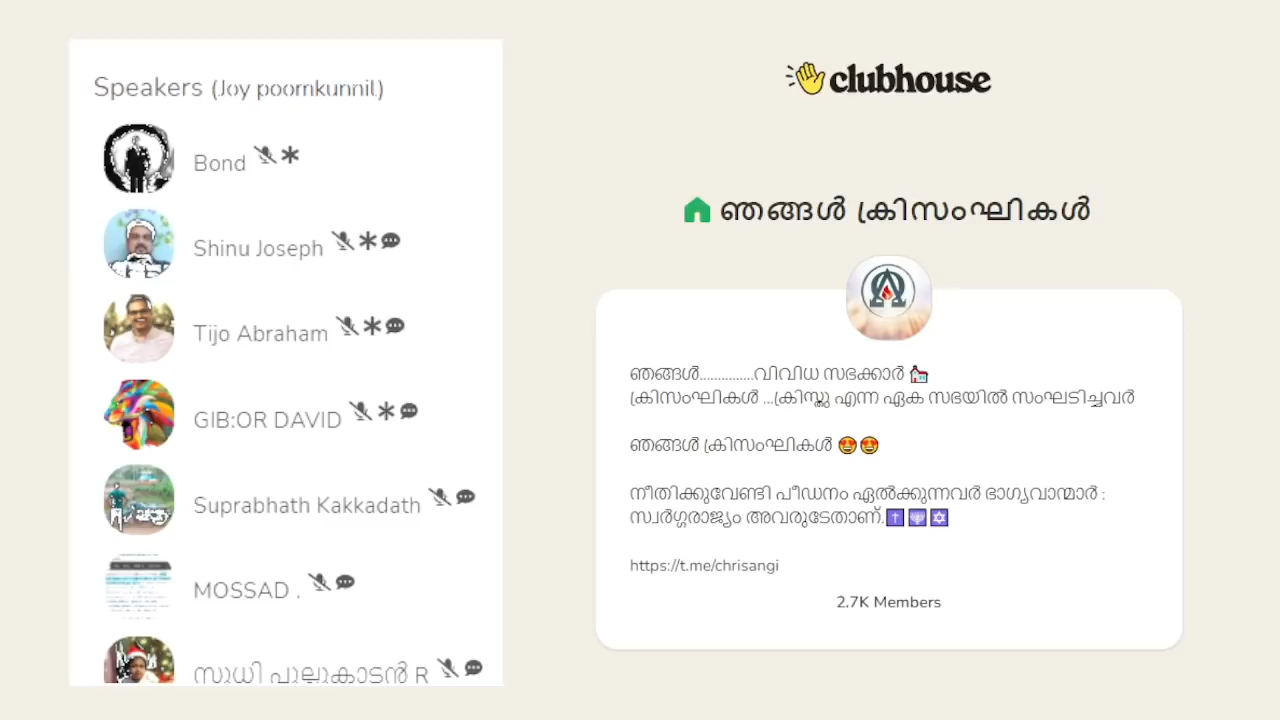 Speakers (Joy poomkunnil)
Bond
Shinu Joseph
Tijo Abraham
GIB:OR DAVID
Suprabhath Kakkadath
MOSSAD .
സുധി പുല്ലുകാടൻ R
clubhouse
ഞങ്ങൾ ക്രിസംഘികൾ
ഞങ്ങൾ..............വിവിധ സഭക്കാർ
ക്രിസംഘികൾ ...ക്രിസ്തു എന്ന ഏക സഭയിൽ സംഘടിച്ചവർ
ഞങ്ങൾ ക്രിസംഘികൾ 😍😍
നീതിക്കുവേണ്ടി പീഡനം ഏൽക്കുന്നവർ ഭാഗ്യവാന്മാർ :
സ്വർഗ്ഗരാജ്യം അവരുടേതാണ്.✝️🕎✡️
https://t.me/chrisangi
2.7K Members